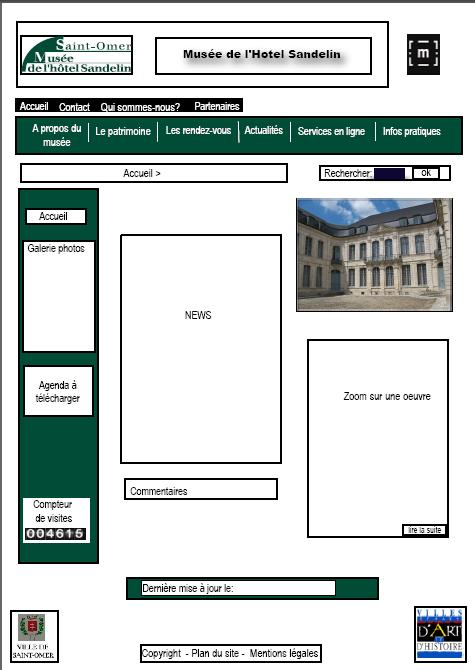 Saint-Omer
Musée
de l'hôtel Sandelin
Musée de l'Hotel Sandelin
m
Accueil Contact Qui sommes-nous? Partenaires
A propos du
musée
Le patrimoine
Les rendez-vous
Actualités
Services en ligne
Infos pratiques
Accueil >
Rechercher:
ok
Accueil
Galerie photos
NEWS
Agenda à
télécharger
Zoom sur une oeuvre
Commentaires
Compteur
de visites
004615
lire la suite
Dernière mise à jour le:
VILLE DE
SAINT-OMER
Copyright - Plan du site - Mentions légales
VILLES
D'ART
ET
D'HISTOIRE